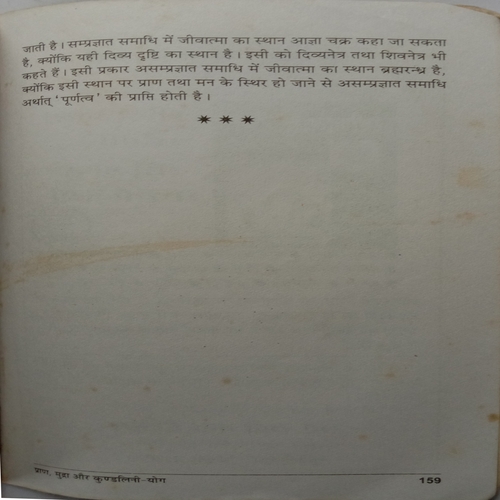 जाती है। सम्प्रज्ञात समाधि में जीवात्मा का स्थान आज्ञा चक्र कहा जा सकता
है, क्योंकि यही दिव्य दृष्टि का स्थान है। इसी को दिव्यनेत्र तथा शिवनेत्र भी
कहते हैं। इसी प्रकार असम्प्रज्ञात समाधि में जीवात्मा का स्थान ब्रह्मरन्ध्र है,
क्योंकि इसी स्थान पर प्राण तथा मन के स्थिर हो जाने से असम्प्रज्ञात समाधि
अर्थात् 'पूर्णत्व' की प्राप्ति होती है।
* * *
प्राण, मुद्रा और कुण्डलिनी-योग 159